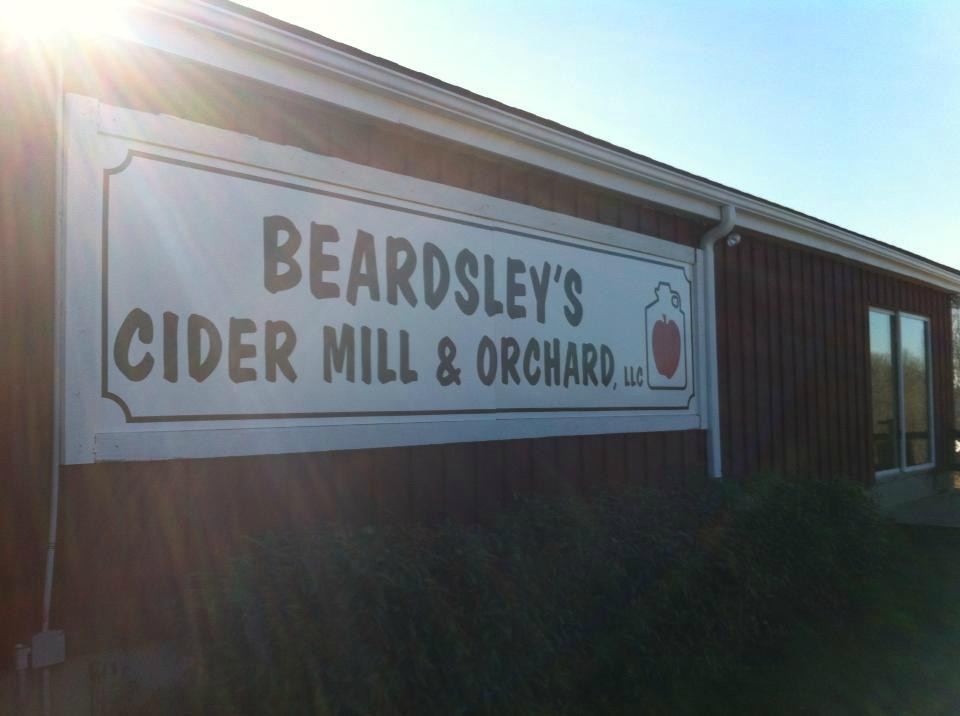 BEARDSLEY'S
CIDER MILL & ORCHARD, LLC